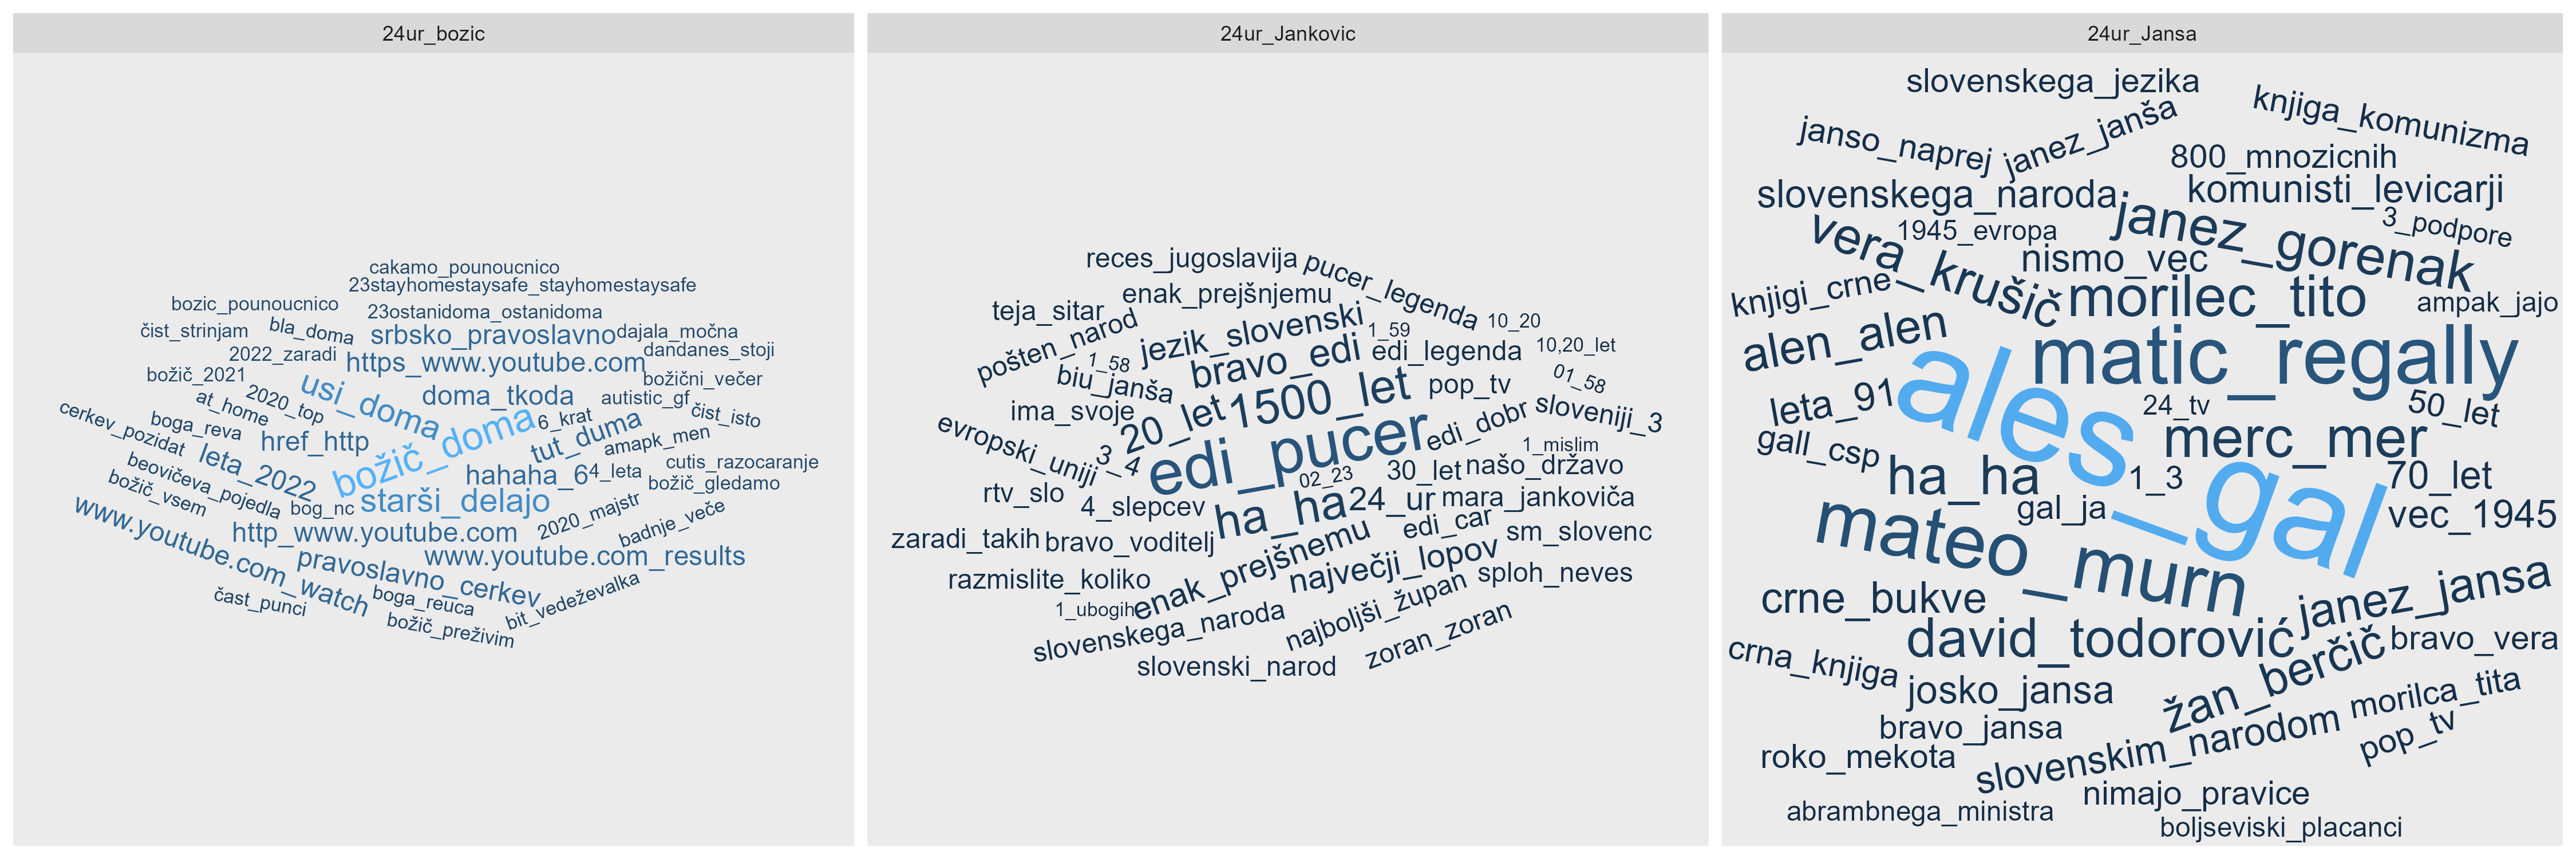 24ur_bozic
cakamo_pounoucnico
23stayhomestaysafe_stayhomestaysafe
bozic_pounoucnico
23ostanidoma_ostanidoma
čist_strinjam
bla_doma
srbsko_pravoslavno
dajala_močna
2022_zaradi
https_www.youtube.com
dandanes_stoji
božič_2021
usi_doma
doma_tkoda
božični_večer
at_home
2020_top
autistic_gf
čist_isto
cerkev_pozidat
boga_reva
božič_doma
6_krat
href_http
tut_duma
amapk_men
leta_2022
hahaha_6
4_leta
cutis_razocaranje
beovičeva_pojedla
božič_gledamo
božič_vsem
bog_nc
starši_delajo
2020_majstr
badnje_veče
www.youtube.com_watch
http_www.youtube.com
www.youtube.com_results
pravoslavno_cerkev
boga_reuca
bit_vedeževalka
čast_punci
božič_preživim
24ur_Jankovic
reces_jugoslavija
pucer_legenda
enak_prejšnjemu
teja_sitar
10_20
pošten_narod
jezik_slovenski
1_59
1_58
bravo_edi
edi_legenda
10,20_let
biu_janša
pop_tv
01_58
ima_svoje
20_let
1500_let
edi_dobr
sloveniji_3
evropski_uniji
3_4
edi_pucer
1_mislim
02_23
30_let
našo_državo
rtv_slo
4_slepcev
ha_ha
24_ur
mara_jankoviča
zaradi_takih
bravo_voditelj
edi_car
sm_slovenc
enak_prejšnemu
največji_lopov
razmislite_koliko
sploh_neves
1_ubogih
slovenskega_naroda
najboljši_župan
zoran_zoran
slovenski_narod
24ur_Jansa
slovenskega_jezika
knjiga_komunizma
janso_naprej
janez_janša
800_mnozicnih
slovenskega_naroda
komunisti_levicarji
vera_krušič
1945_evropa
janez_gorenak
3_podpore
nismo_vec
knjigi_crne
morilec_tito
ampak_jajo
alen_alen
matic_regally
leta_91
ales_gal
24_tv
50_let
gall_csp
merc_mer
ha_ha
1_3
70_let
gal_ja
vec_1945
mateo_murn
crne_bukve
janez_jansa
david_todorović
bravo_vera
crna_knjiga
josko_jansa
žan_berčič
morilca_tita
bravo_jansa
pop_tv
roko_mekota
slovenskim_narodom
nimajo_pravice
abrambnega_ministra
boljseviski_placanci